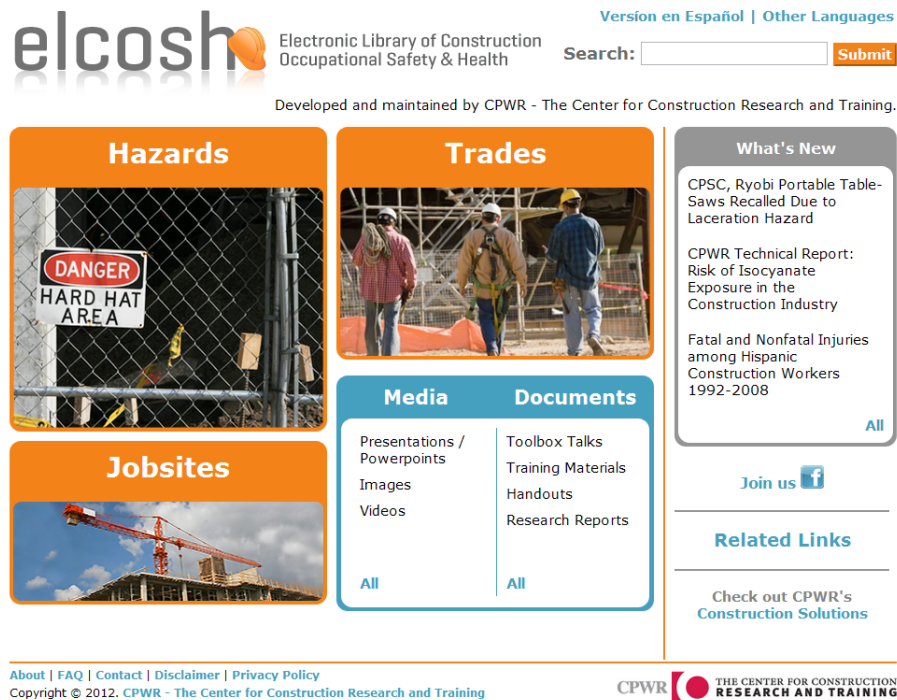 elcosh
Electronic Library of Construction
Occupational Safety & Health
Versíon en Español | Other Languages
Search:
Submit
Developed and maintained by CPWR - The Center for Construction Research and Training.
Hazards
DANGER
HARD HAT
AREA
Jobsites
Trades
Media
Presentations /
Powerpoints
Images
Videos
All
Documents
Toolbox Talks
Training Materials
Handouts
Research Reports
All
What's New
CPSC, Ryobi Portable Table-
Saws Recalled Due to
Laceration Hazard
CPWR Technical Report:
Risk of Isocyanate
Exposure in the
Construction Industry
Fatal and Nonfatal Injuries
among Hispanic
Construction Workers
1992-2008
All
Join us f
Related Links
Check out CPWR's
Construction Solutions
About | FAQ | Contact | Disclaimer | Privacy Policy
Copyright © 2012. CPWR - The Center for Construction Research and Training
CPWR
THE CENTER FOR CONSTRUCTION
RESEARCH AND TRAINING